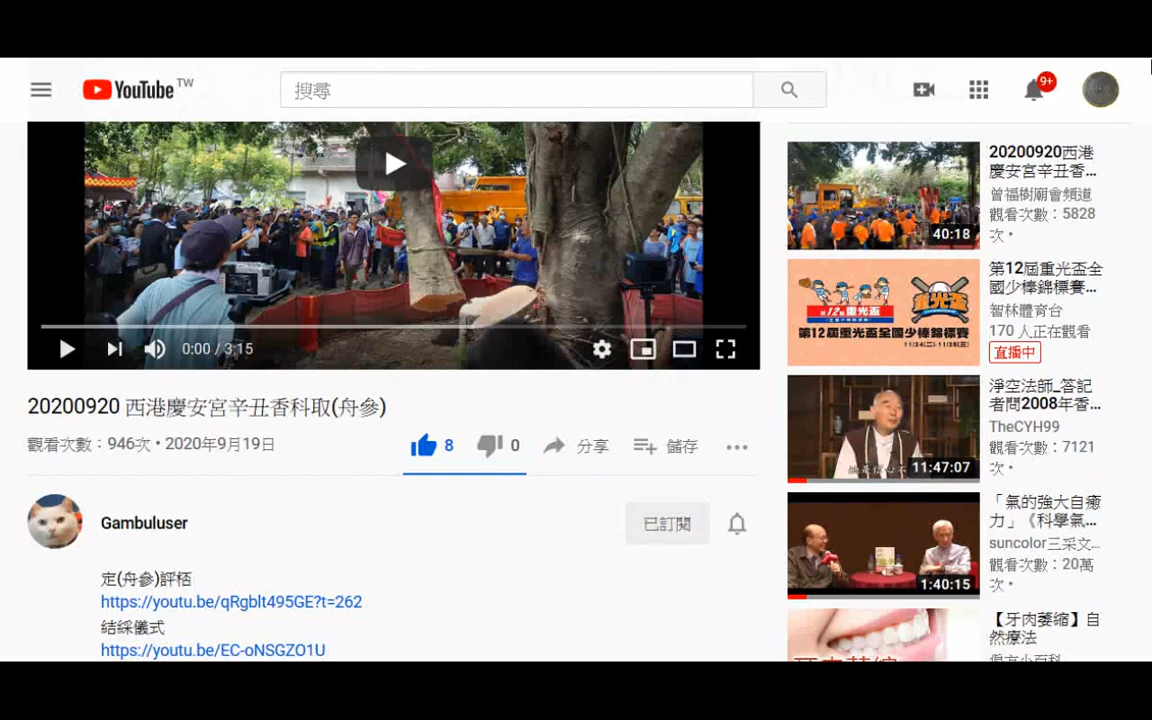 YouTube TW
搜尋
9+
0:00 / 3:15
20200920 西港慶安宮辛丑香科取(舟參)
觀看次數：946次 • 2020年9月19日
8
0
分享
儲存
Gambuluser
已訂閱
定(舟參)評桮
https://youtu.be/qRgblt495GE?t=262
結綵儀式
https://youtu.be/EC-oNSGZO1U
40:18
20200920西港
慶安宮辛丑香...
曾福樹廟會頻道
觀看次數：5828
次 •
第12屆重光盃
重光盃
第12屆重光盃全國少棒錦標賽
第12屆重光盃全
國少棒錦標賽...
智林體育台
170 人正在觀看
直播中
11:47:07
淨空法師_答記
者問2008年香...
TheCYH99
觀看次數：7121
次 •
1:40:15
「氣的強大自癒
力」《科學氣...
suncolor三采文...
觀看次數：20萬
次 •
【牙肉萎縮】自
然療法